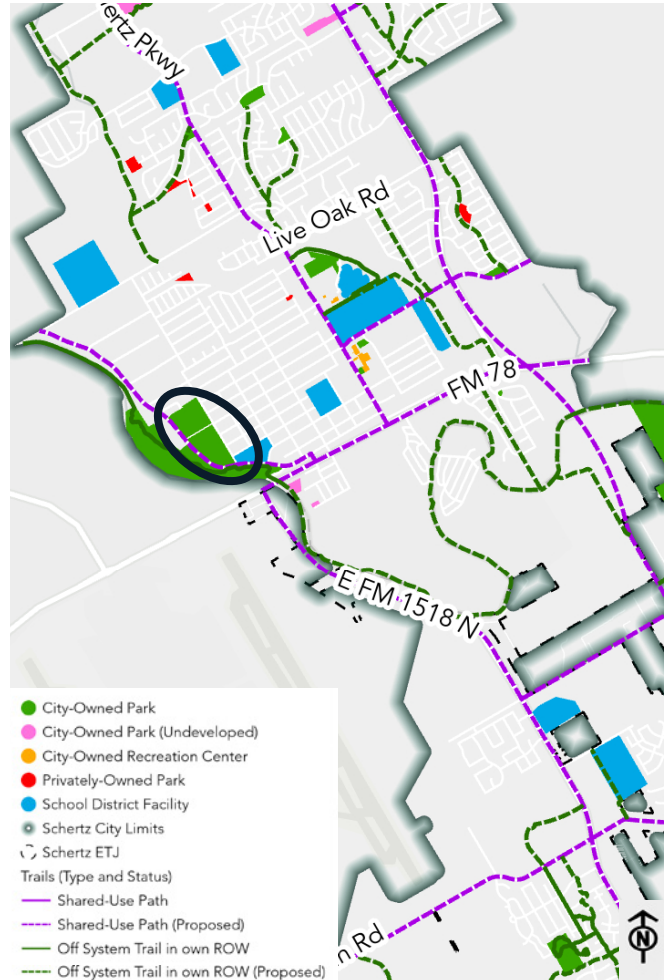 ertz Pkwy
Live Oak Rd
FM 78
E FM 1518 N
n Rd
City-Owned Park
City-Owned Park (Undeveloped)
City-Owned Recreation Center
Privately-Owned Park
School District Facility
Schertz City Limits
Schertz ETJ
Trails (Type and Status)
Shared-Use Path
Shared-Use Path (Proposed)
Off System Trail in own ROW
Off System Trail in own ROW (Proposed)
N